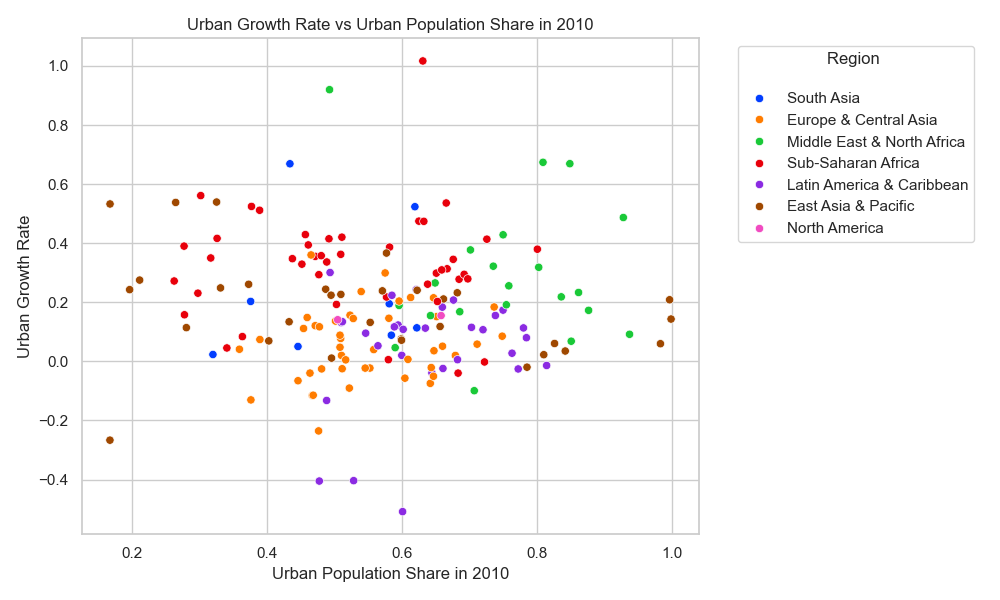 Urban Growth Rate vs Urban Population Share in 2010
Urban Growth Rate
1.0
0.8
0.6
0.4
0.2
0.0
−0.2
−0.4
0.2 0.4 0.6 0.8 1.0
Urban Population Share in 2010
Region
South Asia
Europe & Central Asia
Middle East & North Africa
Sub-Saharan Africa
Latin America & Caribbean
East Asia & Pacific
North America